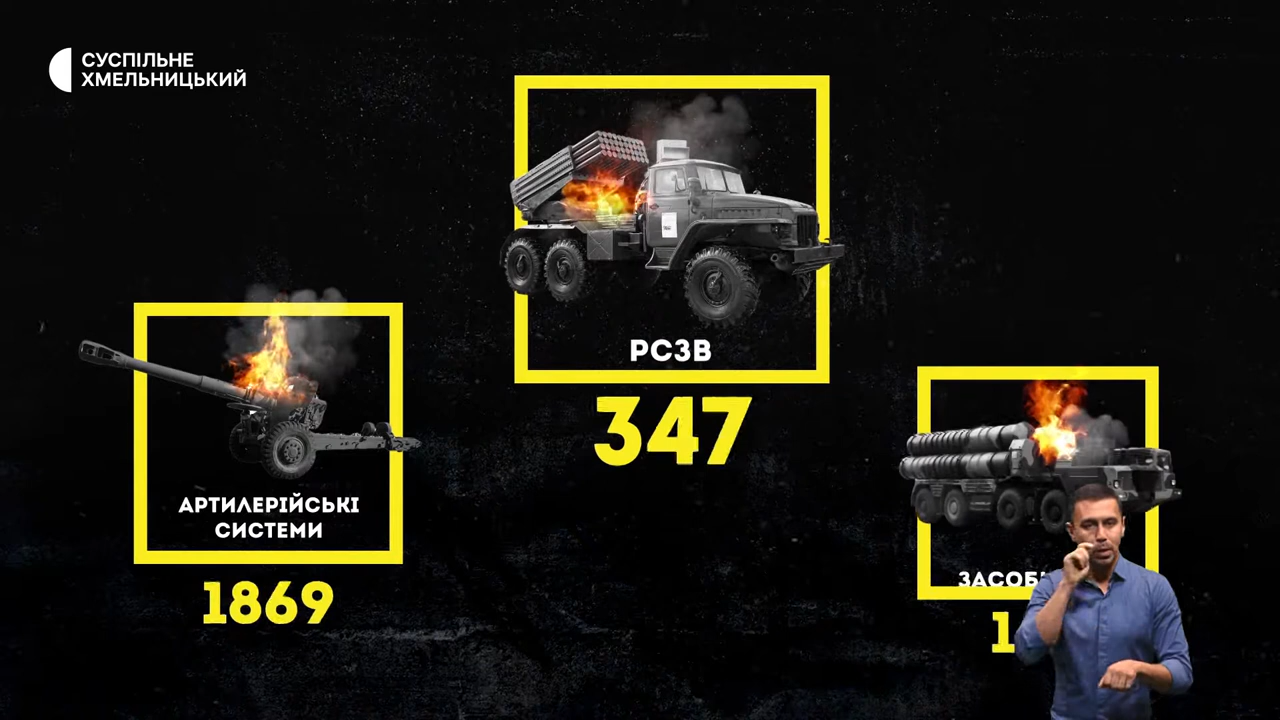 СУСПІЛЬНЕ
ХМЕЛЬНИЦЬКИЙ
РСЗВ
347
АРТИЛЕРІЙСЬКІ
СИСТЕМИ
1869